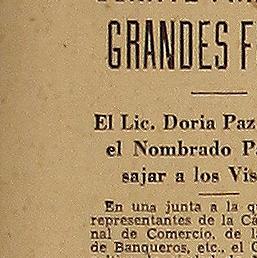 GRANDES F
El Lic. Doria Paz
el Nombrado P
sajar a los Vis
En una junta a la q
representantes de la Cá
nal de Comercio, de la
de Banqueros, etc., el